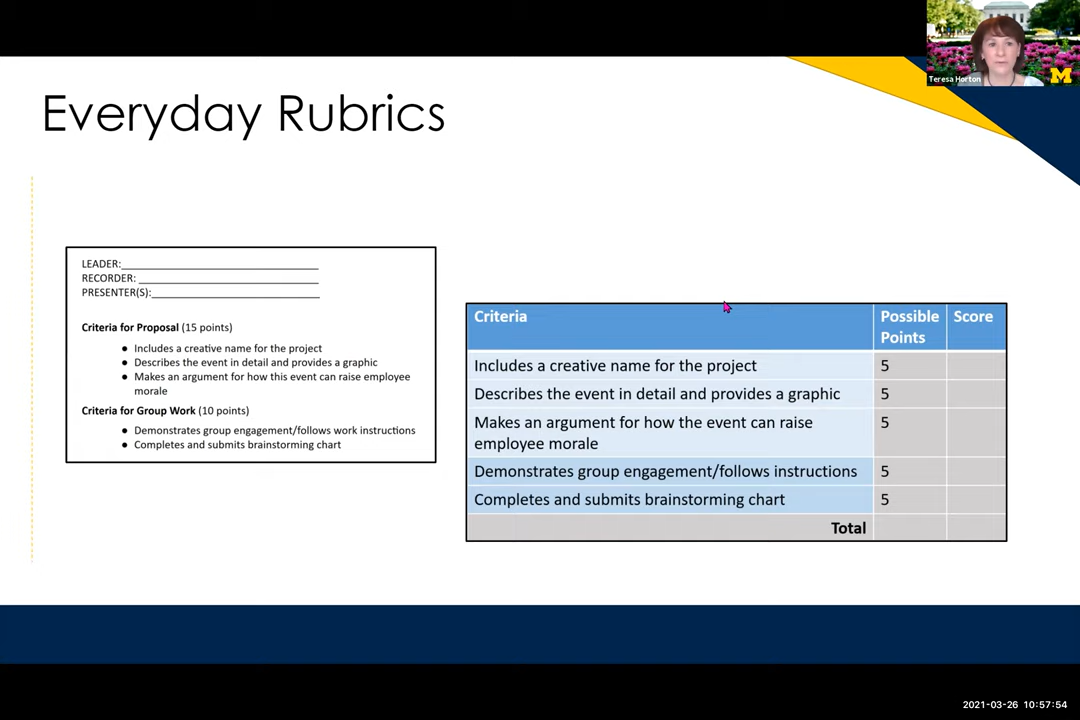 Teresa Horton
M
Everyday Rubrics
LEADER:____________________
RECORDER: ____________________
PRESENTER(S):____________________
Criteria for Proposal (15 points)
● Includes a creative name for the project
● Describes the event in detail and provides a graphic
● Makes an argument for how this event can raise employee
morale
Criteria for Group Work (10 points)
● Demonstrates group engagement/follows work instructions
● Completes and submits brainstorming chart
Criteria Possible Score
Points
Includes a creative name for the project 5
Describes the event in detail and provides a graphic 5
Makes an argument for how the event can raise 5
employee morale
Demonstrates group engagement/follows instructions 5
Completes and submits brainstorming chart 5
Total
2021-03-26 10:57:54